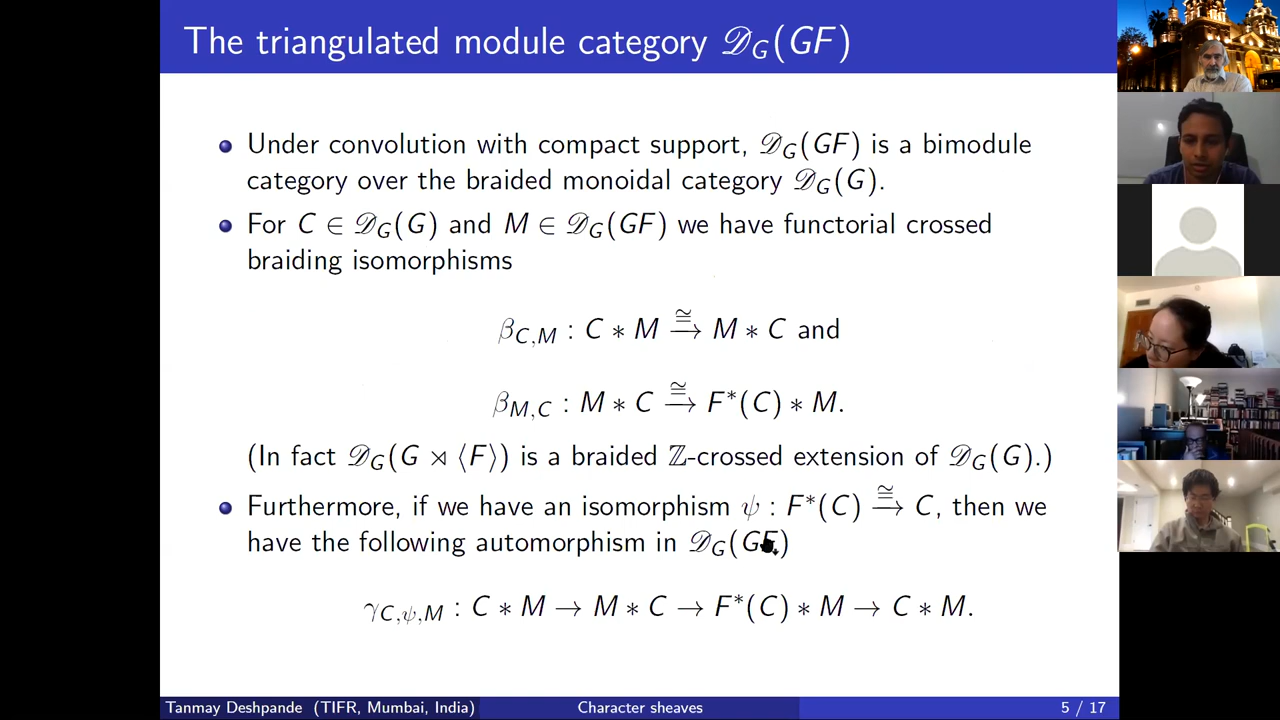 The triangulated module category 𝒟_G(GF)
Under convolution with compact support, 𝒟_G(GF) is a bimodule
category over the braided monoidal category 𝒟_G(G).
For C ∈ 𝒟_G(G) and M ∈ 𝒟_G(GF) we have functorial crossed
braiding isomorphisms
β_{C,M} : C ∗ M ≅→ M ∗ C and
β_{M,C} : M ∗ C ≅→ F*(C) ∗ M.
(In fact 𝒟_G(G ⋊ ⟨F⟩) is a braided ℤ-crossed extension of 𝒟_G(G).)
Furthermore, if we have an isomorphism ψ : F*(C) ≅→ C, then we
have the following automorphism in 𝒟_G(GF)
γ_{C,ψ,M} : C ∗ M → M ∗ C → F*(C) ∗ M → C ∗ M.
Tanmay Deshpande (TIFR, Mumbai, India) Character sheaves 5 / 17